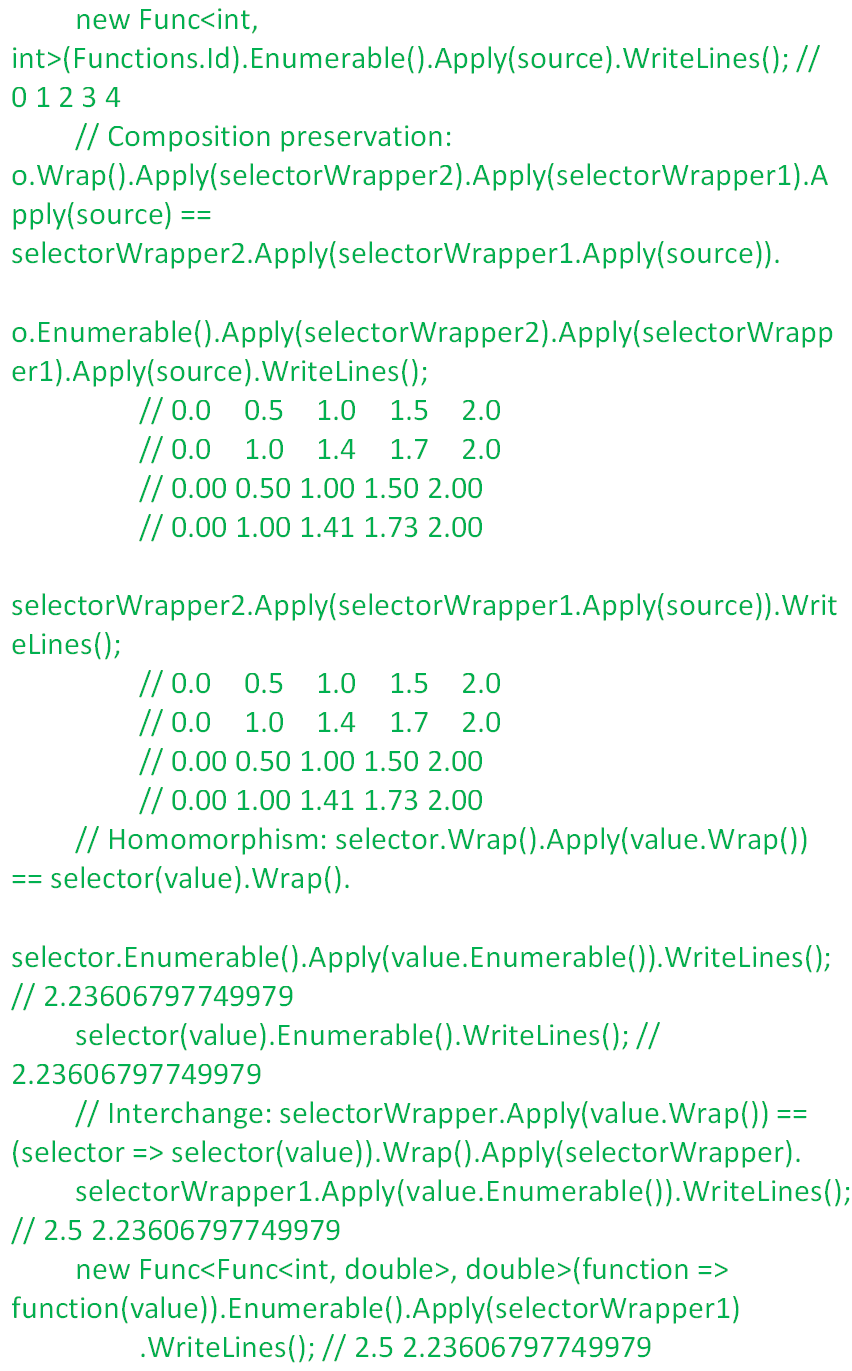 new Func<int,
int>(Functions.Id).Enumerable().Apply(source).WriteLines(); //
0 1 2 3 4
// Composition preservation:
o.Wrap().Apply(selectorWrapper2).Apply(selectorWrapper1).A
pply(source) ==
selectorWrapper2.Apply(selectorWrapper1.Apply(source)).
o.Enumerable().Apply(selectorWrapper2).Apply(selectorWrapp
er1).Apply(source).WriteLines();
// 0.0 0.5 1.0 1.5 2.0
// 0.0 1.0 1.4 1.7 2.0
// 0.00 0.50 1.00 1.50 2.00
// 0.00 1.00 1.41 1.73 2.00
selectorWrapper2.Apply(selectorWrapper1.Apply(source)).Writ
eLines();
// 0.0 0.5 1.0 1.5 2.0
// 0.0 1.0 1.4 1.7 2.0
// 0.00 0.50 1.00 1.50 2.00
// 0.00 1.00 1.41 1.73 2.00
// Homomorphism: selector.Wrap().Apply(value.Wrap())
== selector(value).Wrap().
selector.Enumerable().Apply(value.Enumerable()).WriteLines();
// 2.23606797749979
selector(value).Enumerable().WriteLines(); //
2.23606797749979
// Interchange: selectorWrapper.Apply(value.Wrap()) ==
(selector => selector(value)).Wrap().Apply(selectorWrapper).
selectorWrapper1.Apply(value.Enumerable()).WriteLines();
// 2.5 2.23606797749979
new Func<Func<int, double>, double>(function =>
function(value)).Enumerable().Apply(selectorWrapper1)
.WriteLines(); // 2.5 2.23606797749979